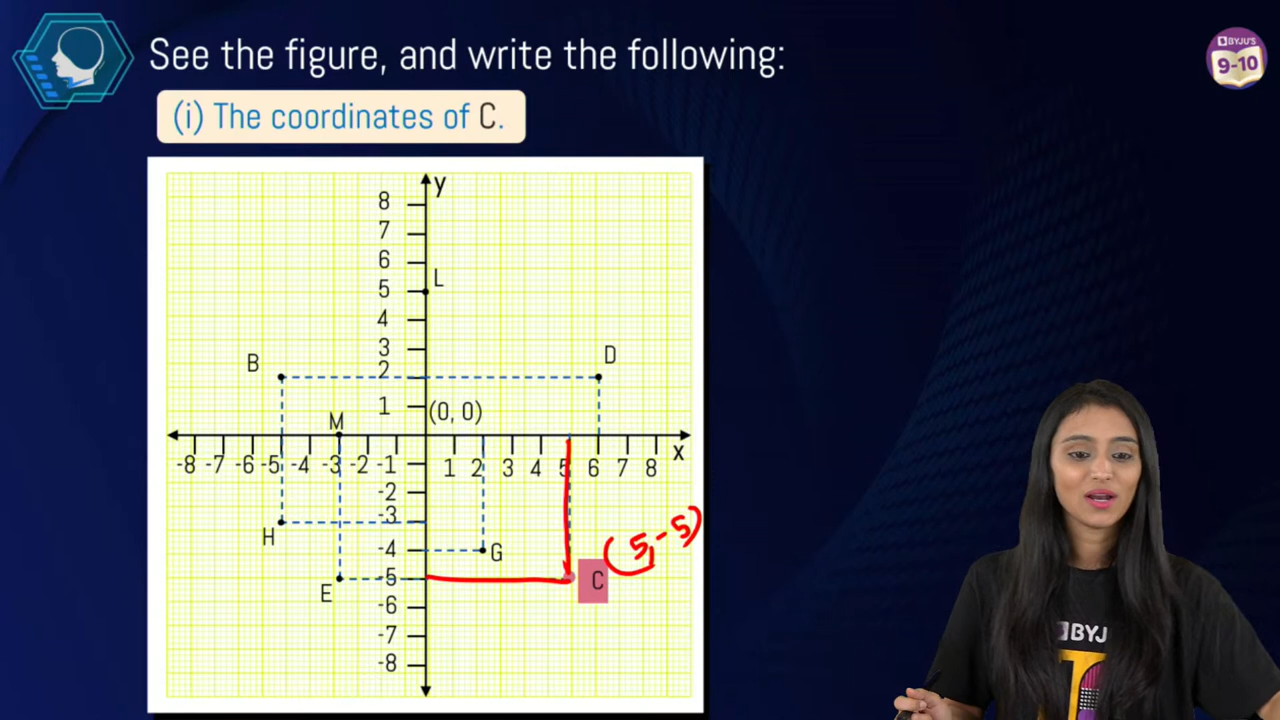 See the figure, and write the following:
BYJU'S
9-10
(i) The coordinates of C.
y
8
7
6
5
L
4
3
B
2
D
1
(0, 0)
M
x
-8 -7 -6 -5 -4 -3 -2 -1 1 2 3 4 5 6 7 8
-2
-3
H
-4
G
(5, -5)
-5
C
E
-6
-7
-8
BYJ